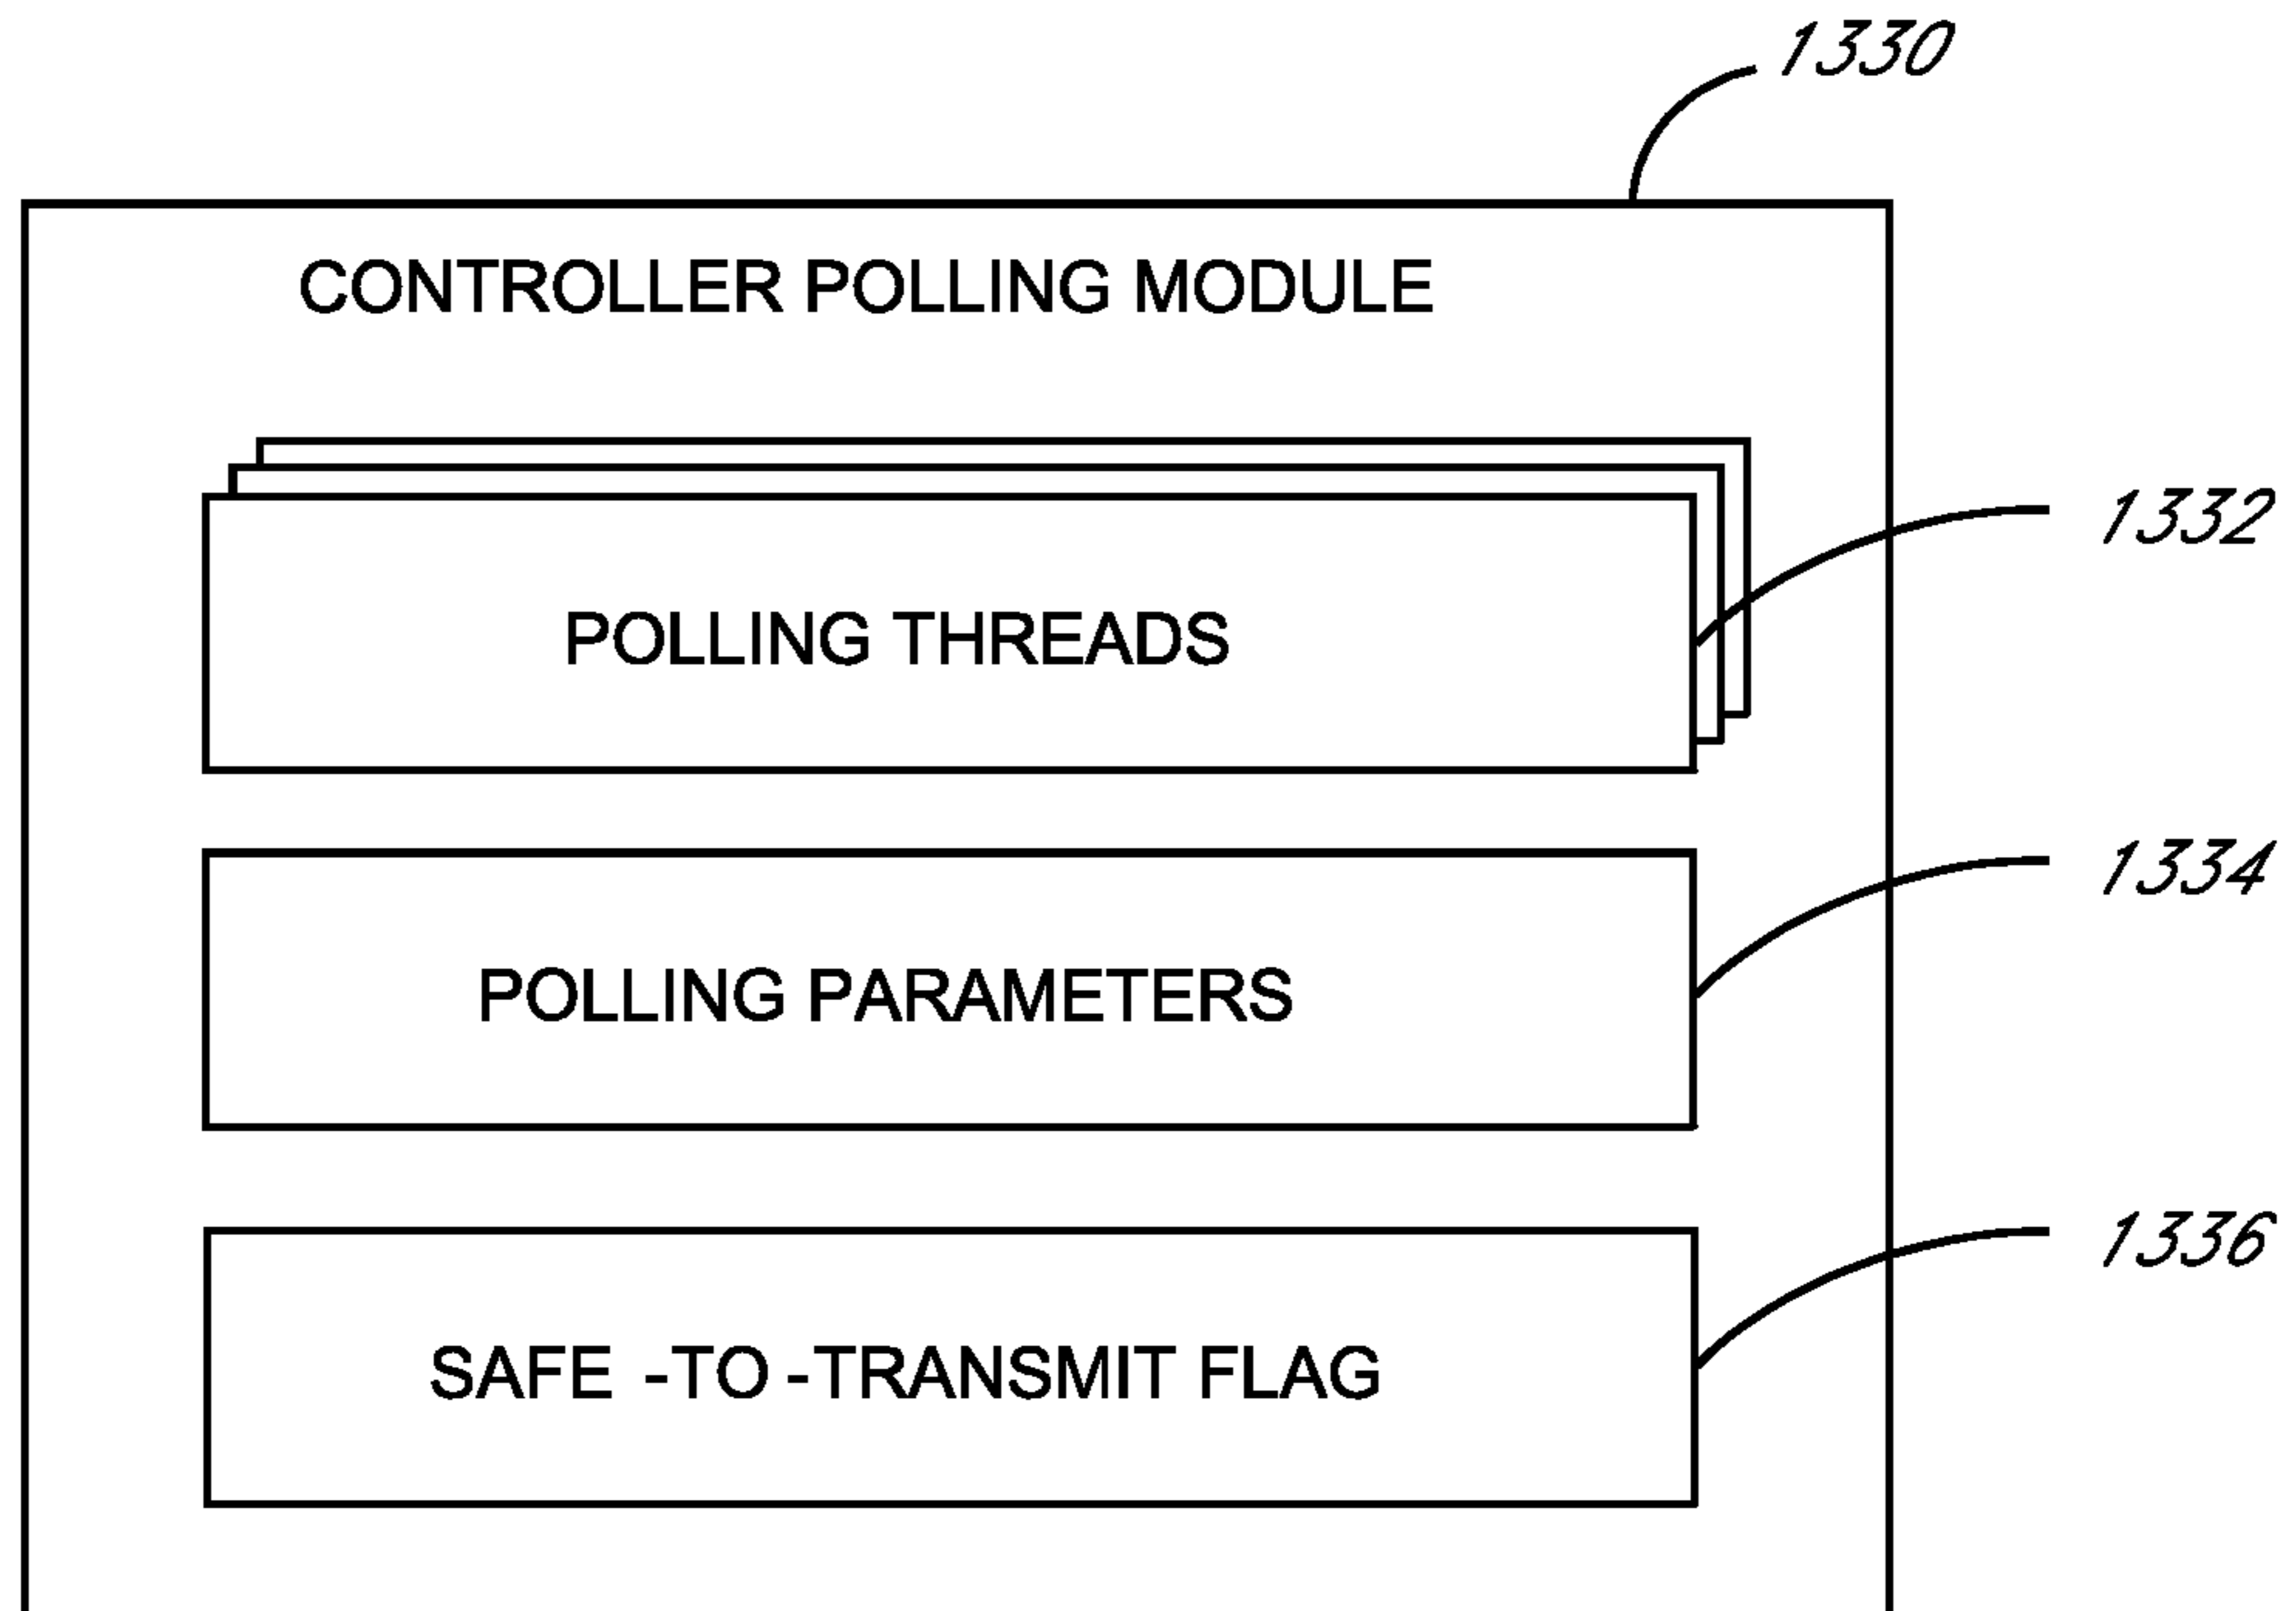 1330
CONTROLLER POLLING MODULE
1332
POLLING THREADS
1334
POLLING PARAMETERS
1336
SAFE -TO -TRANSMIT FLAG